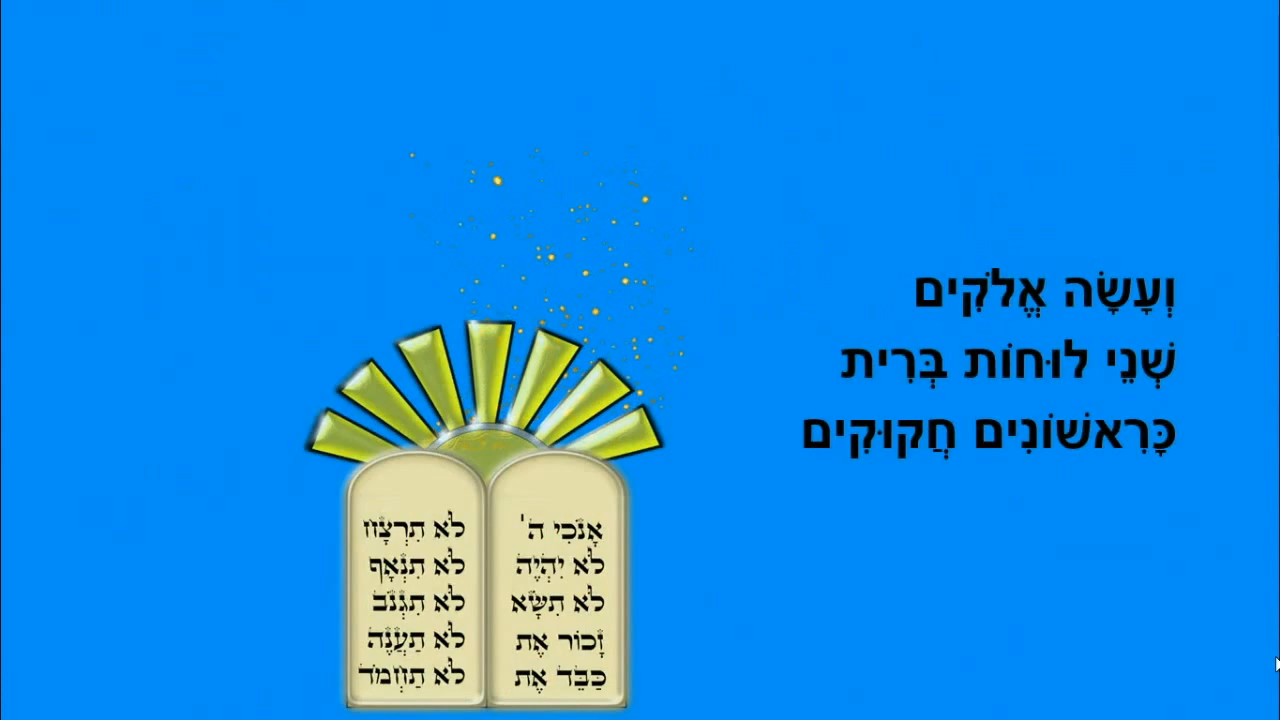 וְעָשָׂה אֱלֹקִים
שְׁנֵי לוּחוֹת בְּרִית
כָּרִאשׁוֹנִים חֲקוּקִים
אָנֹכִי ה'
לֹא יִהְיֶה
לֹא תִשָּׂא
זָכוֹר אֶת
כַּבֵּד אֶת
לֹא תִרְצָח
לֹא תִנְאָף
לֹא תִגְנֹב
לֹא תַעֲנֶה
לֹא תַחְמֹד